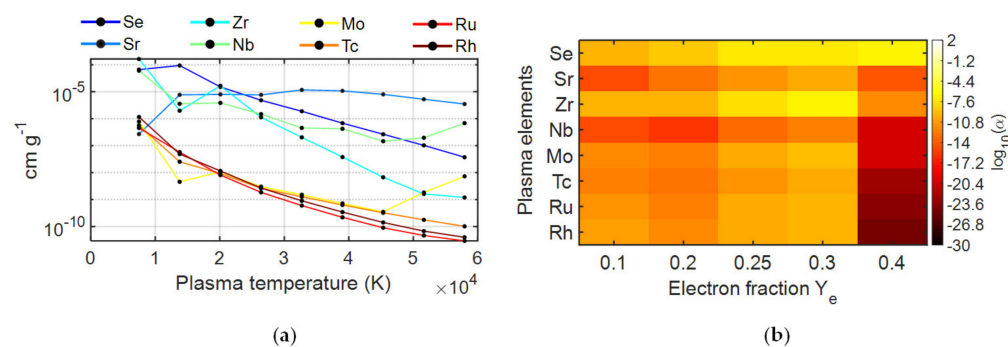 Se Zr Mo Ru
Sr Nb Tc Rh
10^-5
10^-10
cm g^-1
0 1 2 3 4 5 6
Plasma temperature (K) ×10^4
(a)
Plasma elements
Se
Sr
Zr
Nb
Mo
Tc
Ru
Rh
0.1 0.2 0.25 0.3 0.4
Electron fraction Y_e
2
-1.2
-4.4
-7.6
-10.8
-14
-17.2
-20.4
-23.6
-26.8
-30
log10(α)
(b)